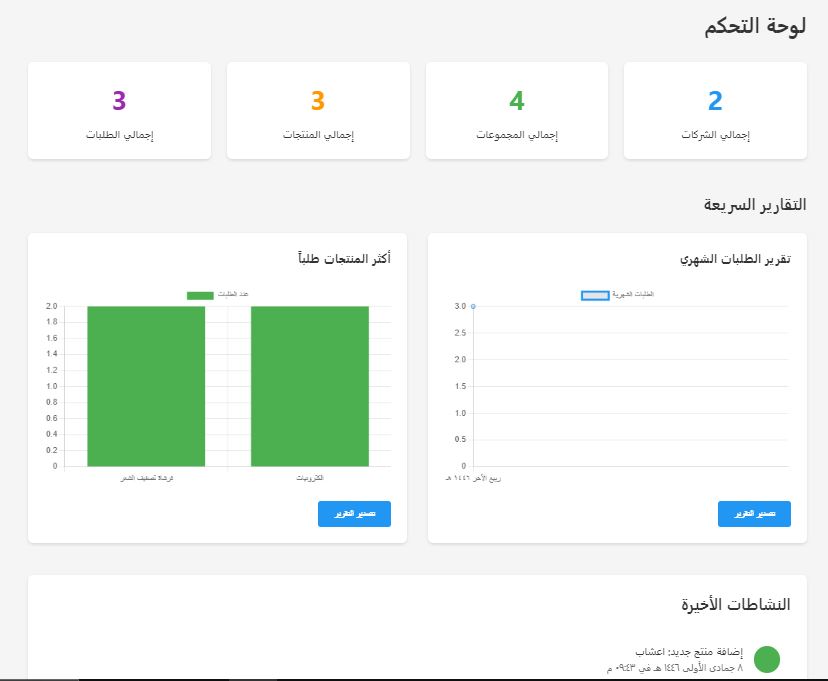 لوحة التحكم
2
إجمالي الشركات
4
إجمالي المجموعات
3
إجمالي المنتجات
3
إجمالي الطلبات
التقارير السريعة
تقرير الطلبات الشهري
الطلبات الشهرية
3.0
2.5
2.0
1.5
1.0
0.5
0
ربيع الآخر ١٤٤٦ هـ
تصدير التقرير
أكثر المنتجات طلباً
عدد الطلبات
2.0
1.8
1.6
1.4
1.2
1.0
0.8
0.6
0.4
0.2
0
فرشاة لتصفيف الشعر
الكترونيات
تصدير التقرير
النشاطات الأخيرة
إضافة منتج جديد: اعشاب
٨ جمادى الأولى ١٤٤٦ هـ في ٠٩:٤٣ م